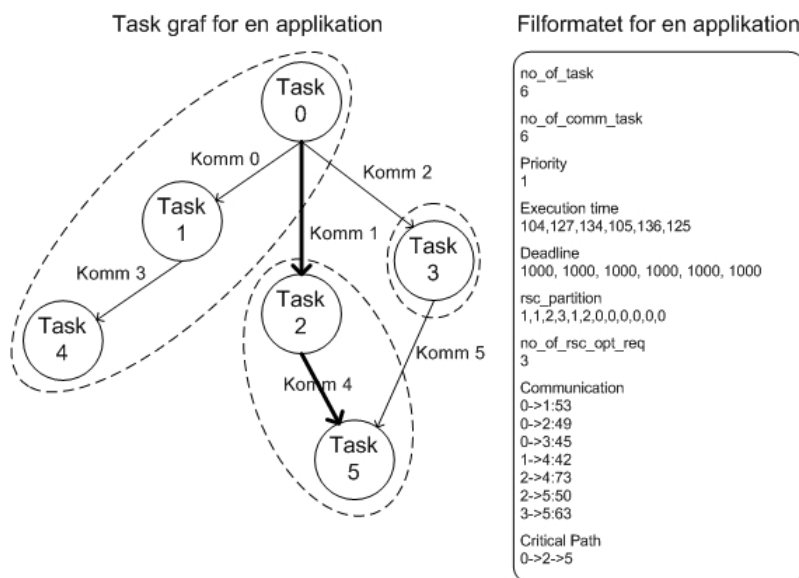 Task graf for en applikation
Task
0
Komm 0
Komm 2
Task
1
Komm 1
Task
3
Komm 3
Task
2
Task
4
Komm 5
Komm 4
Task
5
Filformatet for en applikation
no_of_task
6
no_of_comm_task
6
Priority
1
Execution time
104,127,134,105,136,125
Deadline
1000, 1000, 1000, 1000, 1000, 1000
rsc_partition
1,1,2,3,1,2,0,0,0,0,0,0
no_of_rsc_opt_req
3
Communication
0->1:53
0->2:49
0->3:45
1->4:42
2->4:73
2->5:50
3->5:63
Critical Path
0->2->5